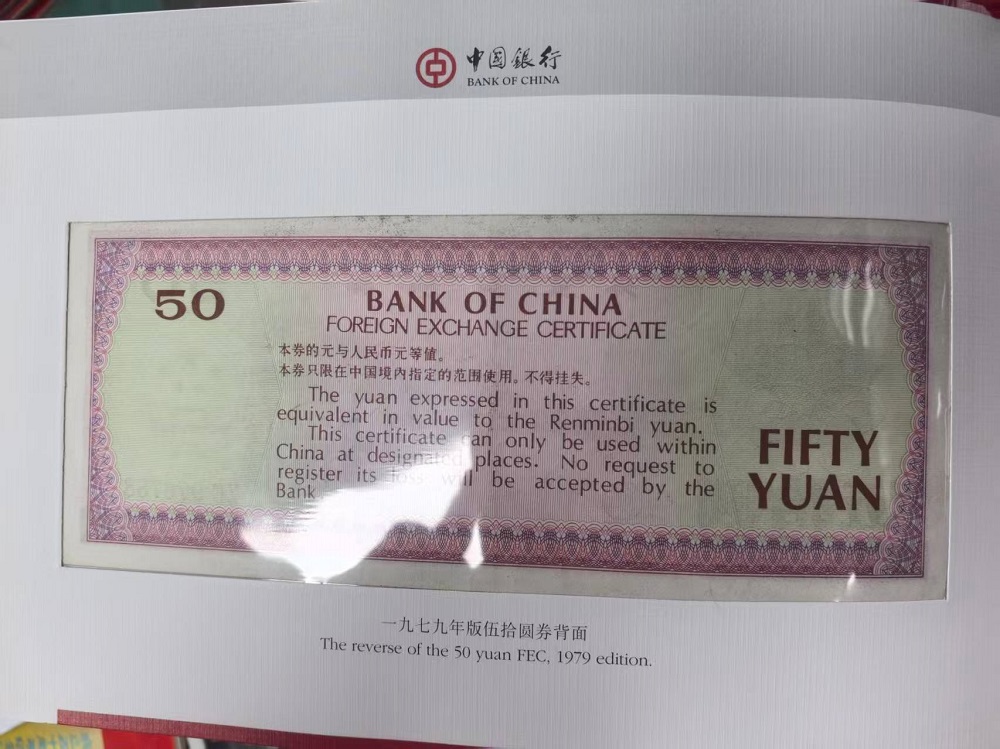 中国銀行
BANK OF CHINA
50
BANK OF CHINA
FOREIGN EXCHANGE CERTIFICATE
本券的元与人民币元等值。
本券只限在中国境内指定的范围使用。不得挂失。
The yuan expressed in this certificate is
equivalent in value to the Renminbi yuan.
This certificate can only be used within
China at designated places. No request to
register its loss will be accepted by the
Bank
FIFTY
YUAN
一九七九年版伍拾圆券背面
The reverse of the 50 yuan FEC, 1979 edition.